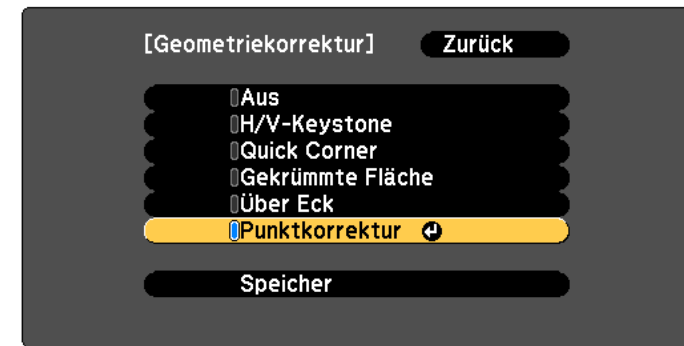 [Geometriekorrektur] Zurück
Aus
H/V-Keystone
Quick Corner
Gekrümmte Fläche
Über Eck
Punktkorrektur
Speicher